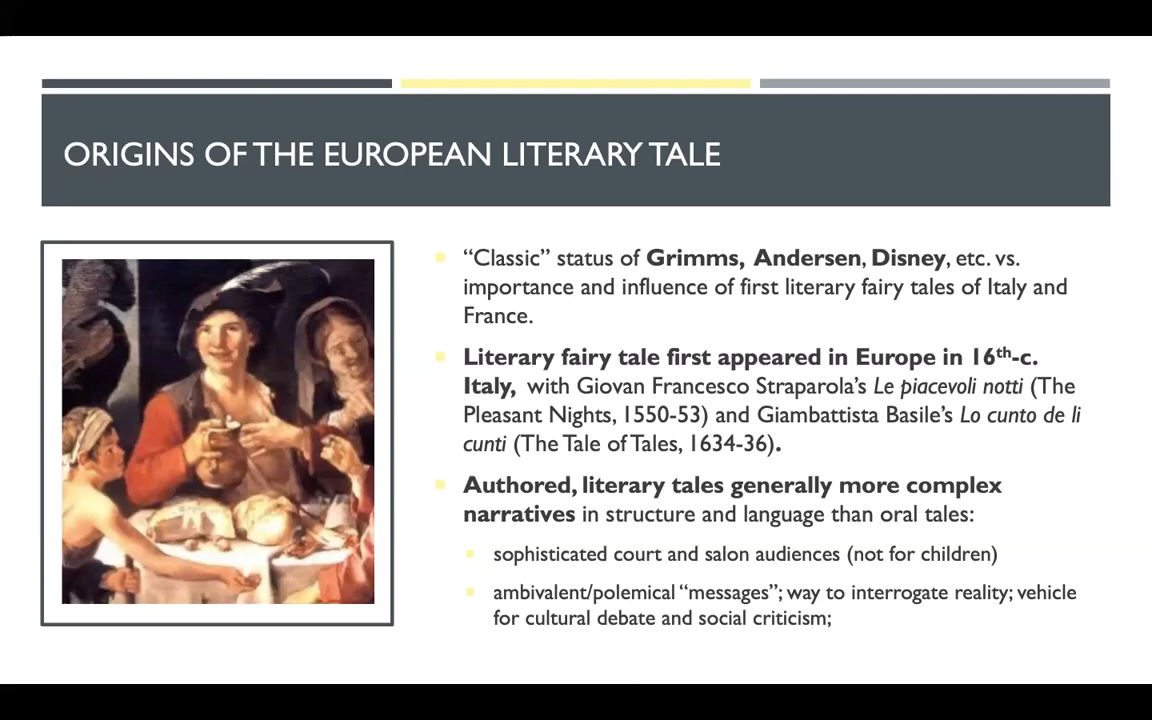 ORIGINS OF THE EUROPEAN LITERARY TALE
“Classic” status of Grimms, Andersen, Disney, etc. vs.
importance and influence of first literary fairy tales of Italy and
France.
Literary fairy tale first appeared in Europe in 16th-c.
Italy, with Giovan Francesco Straparola’s Le piacevoli notti (The
Pleasant Nights, 1550-53) and Giambattista Basile’s Lo cunto de li
cunti (The Tale of Tales, 1634-36).
Authored, literary tales generally more complex
narratives in structure and language than oral tales:
sophisticated court and salon audiences (not for children)
ambivalent/polemical “messages”; way to interrogate reality; vehicle
for cultural debate and social criticism;